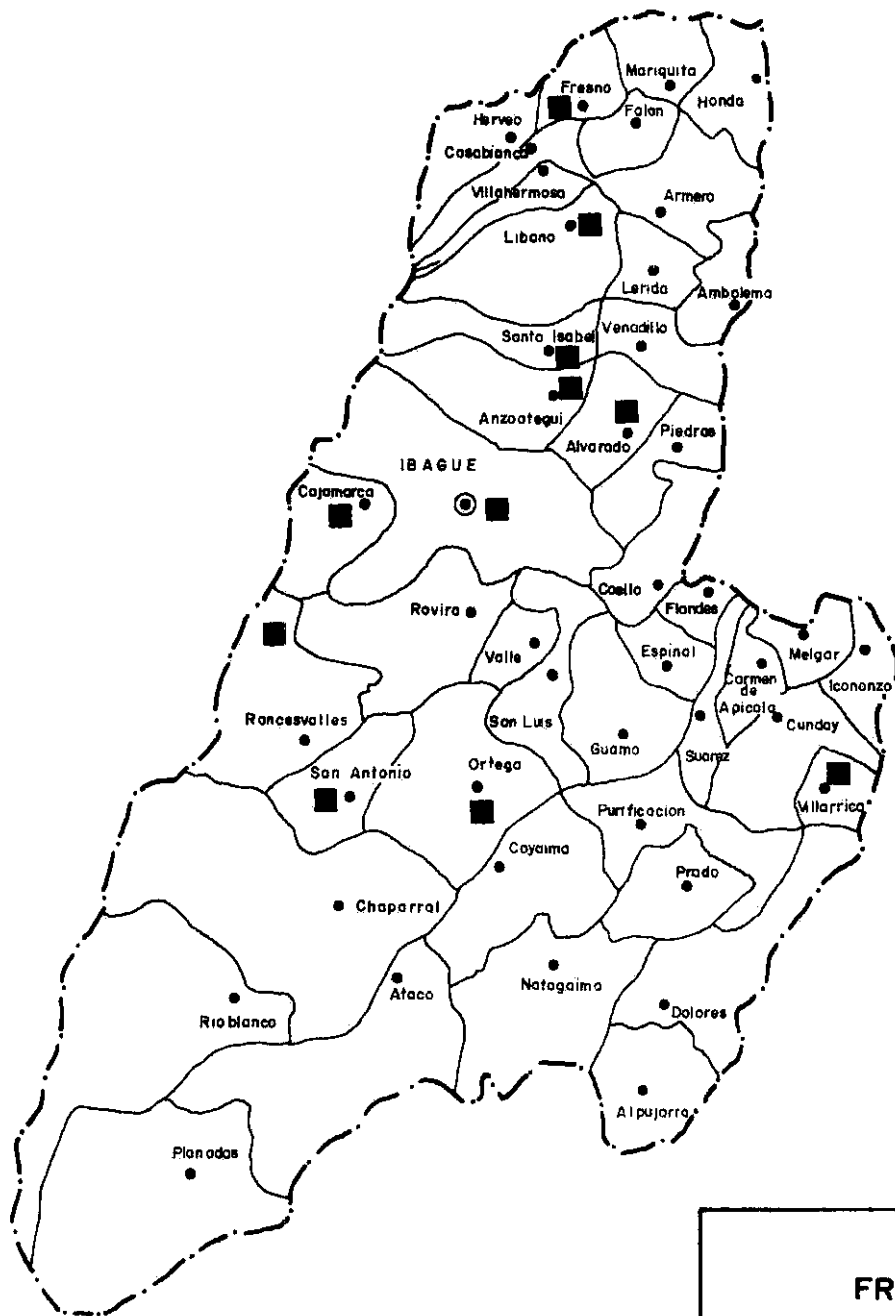 Mariquita
Fresno
Honda
Falan
Herveo
Casabianca
Villahermosa
Armero
Libano
Lerida
Ambalema
Santa Isabel
Venadillo
Anzoategui
Alvarado
Piedras
IBAGUE
Cajamarca
Coello
Flandes
Rovira
Valle
Espinal
Melgar
Carmen
de
Apicala
Icononzo
San Luis
Cunday
Roncesvalles
Guamo
Suarez
San Antonio
Ortega
Villarrica
Purificacion
Coyaima
Prado
Chaparral
Natagaima
Ataco
Rioblanco
Dolores
Alpujarra
Planadas
FR